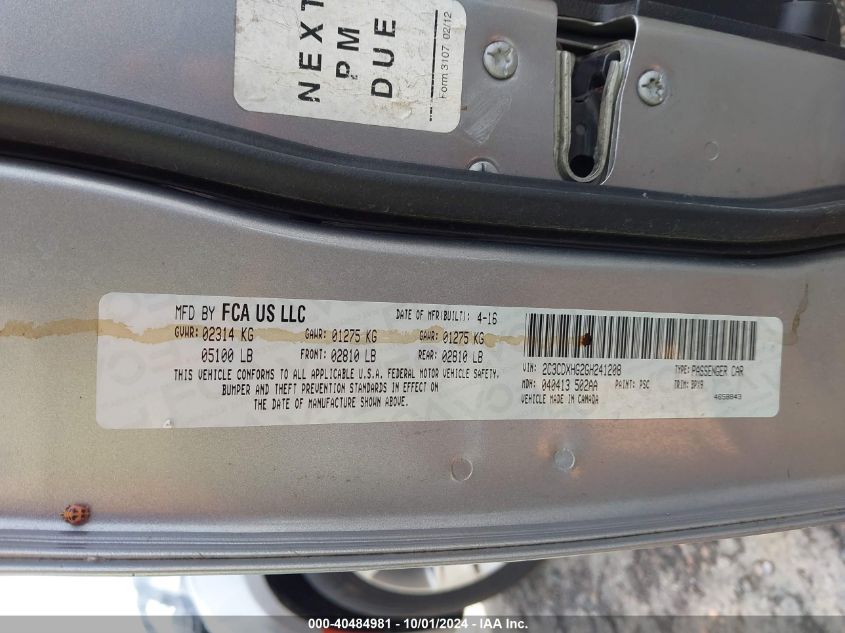 NEXT
PM
DUE
Form 3107 02/12
MFD BY FCA US LLC
DATE OF MFR(BUILT): 4-16
GVWR: 02314 KG GAWR: 01275 KG GAWR: 01275 KG
05100 LB FRONT: 02810 LB REAR: 02810 LB
THIS VEHICLE CONFORMS TO ALL APPLICABLE U.S.A. FEDERAL MOTOR VEHICLE SAFETY,
BUMPER AND THEFT PREVENTION STANDARDS IN EFFECT ON
THE DATE OF MANUFACTURE SHOWN ABOVE.
VIN: 2C3CDXHG2GH241208 TYPE: PASSENGER CAR
MDH: 040413 502AA PAINT: PSC TRIM: BPX9
VEHICLE MADE IN CANADA 4658843
000-40484981 - 10/01/2024 - IAA Inc.